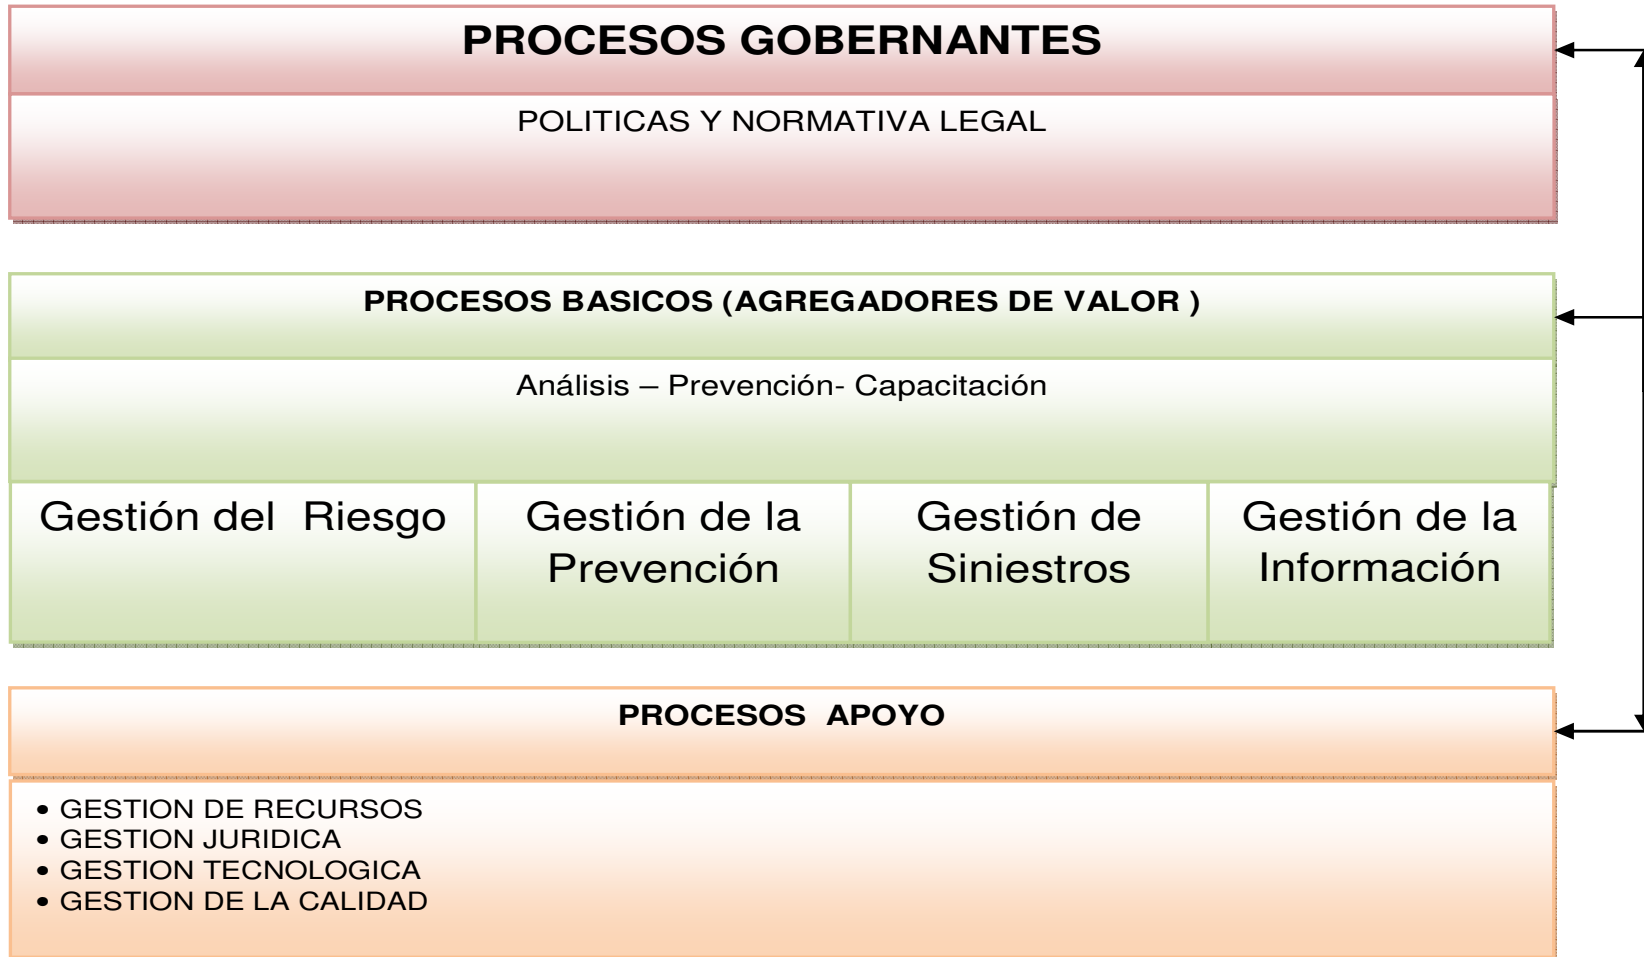 PROCESOS GOBERNANTES
POLITICAS Y NORMATIVA LEGAL
PROCESOS BASICOS (AGREGADORES DE VALOR )
Análisis – Prevención- Capacitación
Gestión del  Riesgo
Gestión de la
Prevención
Gestión de
Siniestros
Gestión de la
Información
PROCESOS  APOYO
• GESTION DE RECURSOS
• GESTION JURIDICA
• GESTION TECNOLOGICA
• GESTION DE LA CALIDAD